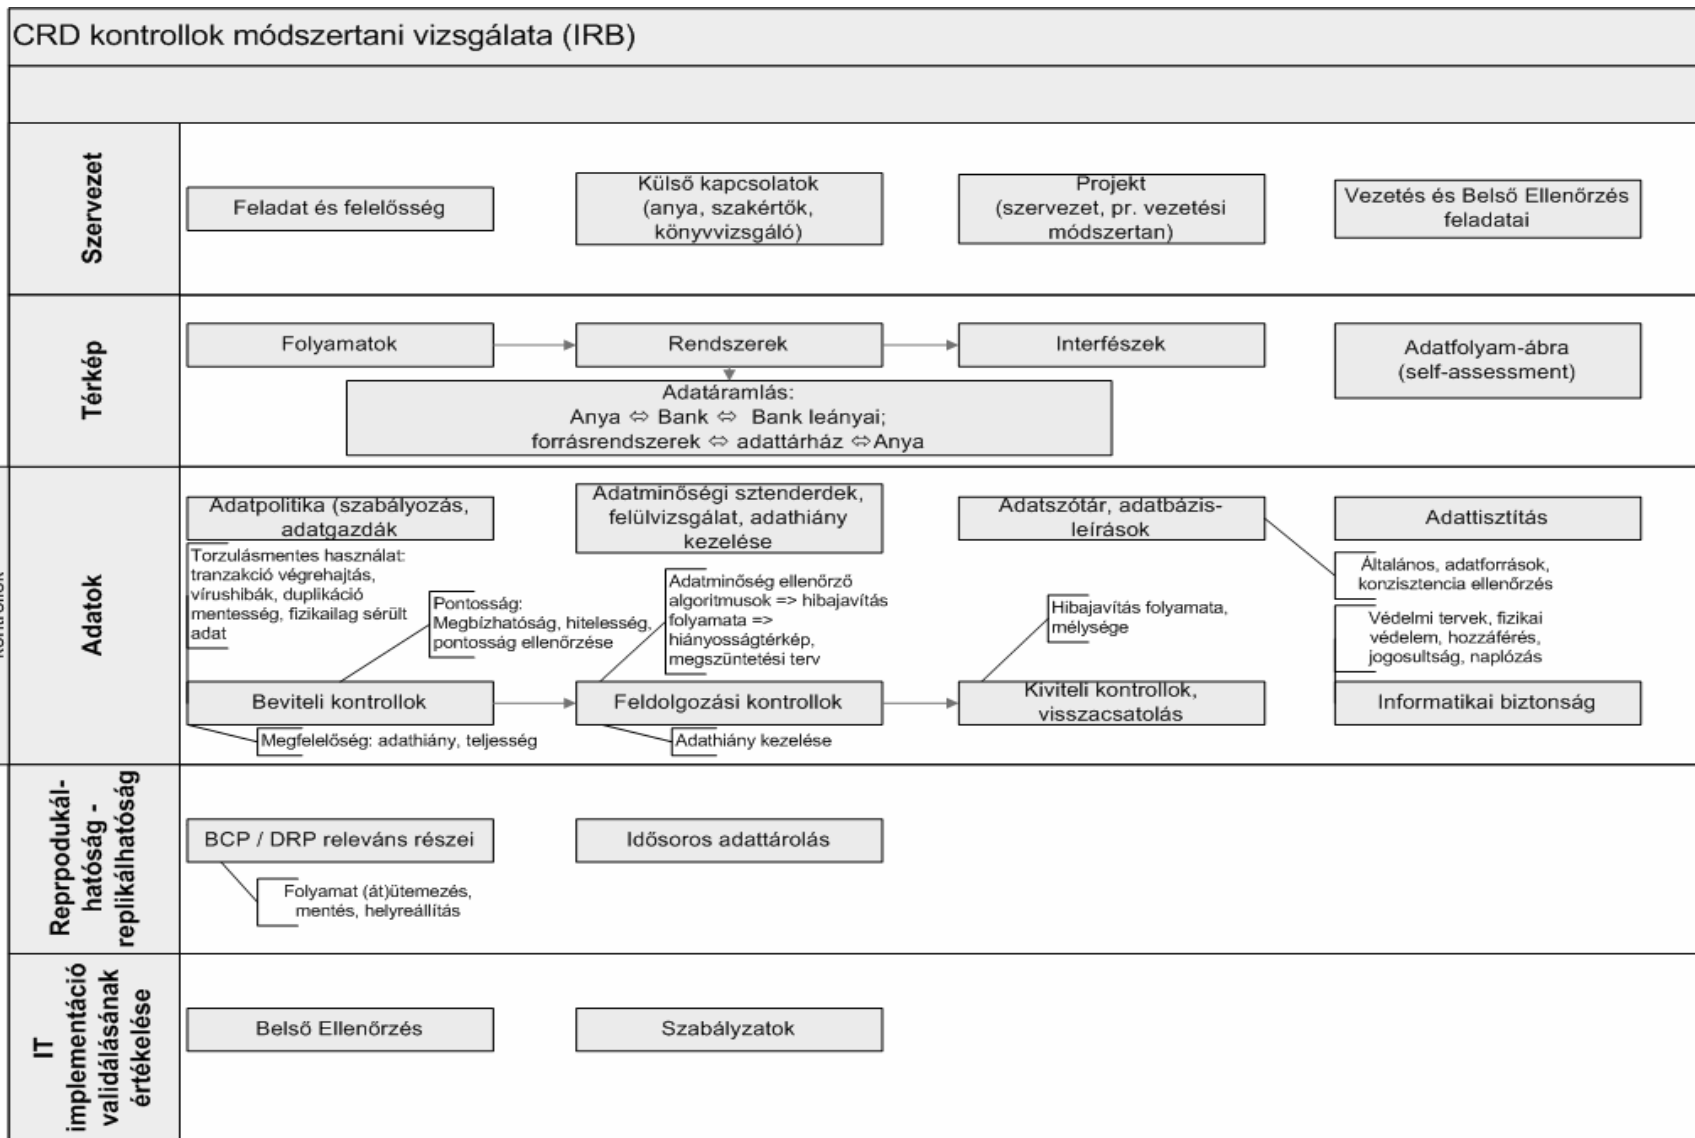 CRD kontrollok módszertani vizsgálata (IRB)
Szervezet
Feladat és felelősség
Külső kapcsolatok
(anya, szakértők,
könyvvizsgáló)
Projekt
(szervezet, pr. vezetési
módszertan)
Vezetés és Belső Ellenőrzés
feladatai
Térkép
Folyamatok
Rendszerek
Interfészek
Adatfolyam-ábra
(self-assessment)
Adatáramlás:
Anya ⇔ Bank ⇔ Bank leányai;
forrásrendszerek ⇔ adattárház ⇔Anya
Adatok
Adatpolitika (szabályozás,
adatgazdák
Adatminőségi sztenderdek,
felülvizsgálat, adathiány
kezelése
Adatszótár, adatbázis-
leírások
Adattisztítás
Torzulásmentes használat:
tranzakció végrehajtás,
vírushibák, duplikáció
mentesség, fizikailag sérült
adat
Pontosság:
Megbízhatóság, hitelesség,
pontosság ellenőrzése
Adatminőség ellenőrző
algoritmusok => hibajavítás
folyamata =>
hiányosságtérkép,
megszüntetési terv
Hibajavítás folyamata,
mélysége
Általános, adatforrások,
konzisztencia ellenőrzés
Védelmi tervek, fizikai
védelem, hozzáférés,
jogosultság, naplózás
Beviteli kontrollok
Feldolgozási kontrollok
Kiviteli kontrollok,
visszacsatolás
Informatikai biztonság
Megfelelőség: adathiány, teljesség
Adathiány kezelése
Reprpodukál-
hatóság -
replikálhatóság
BCP / DRP releváns részei
Idősoros adattárolás
Folyamat (át)ütemezés,
mentés, helyreállítás
IT
implementáció
validálásának
értékelése
Belső Ellenőrzés
Szabályzatok